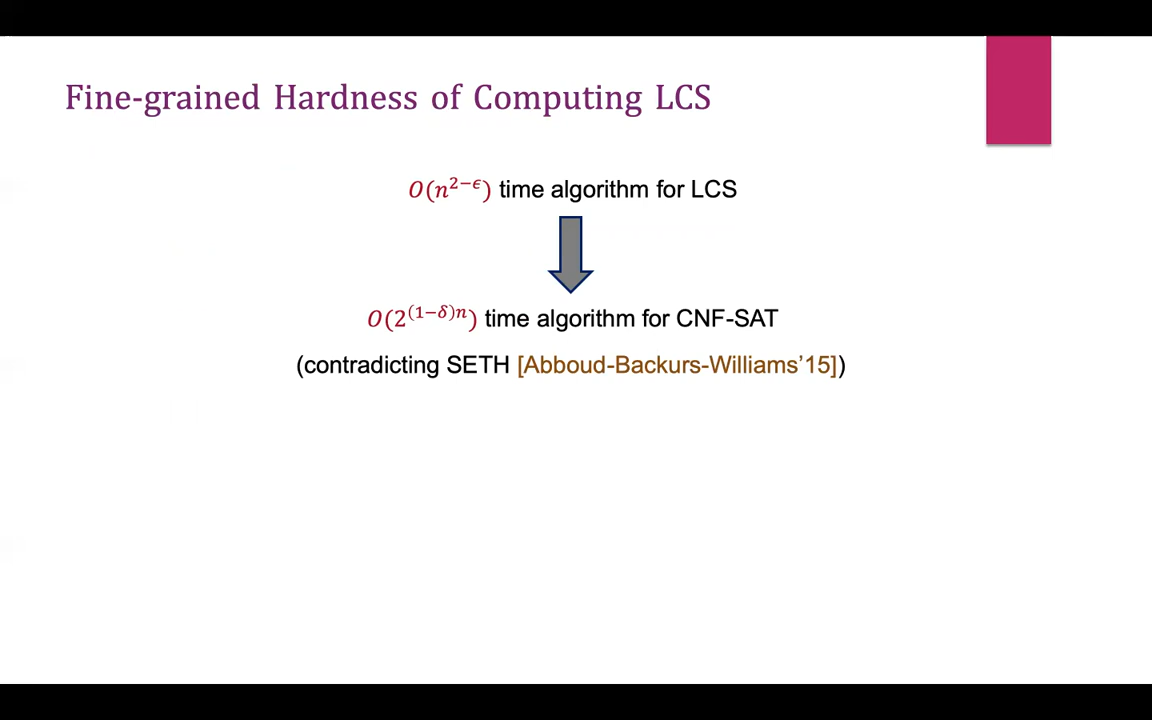 Fine-grained Hardness of Computing LCS
𝑂(𝑛^{2−𝜖}) time algorithm for LCS
𝑂(2^{(1−𝛿)𝑛}) time algorithm for CNF-SAT
(contradicting SETH [Abboud-Backurs-Williams’15])